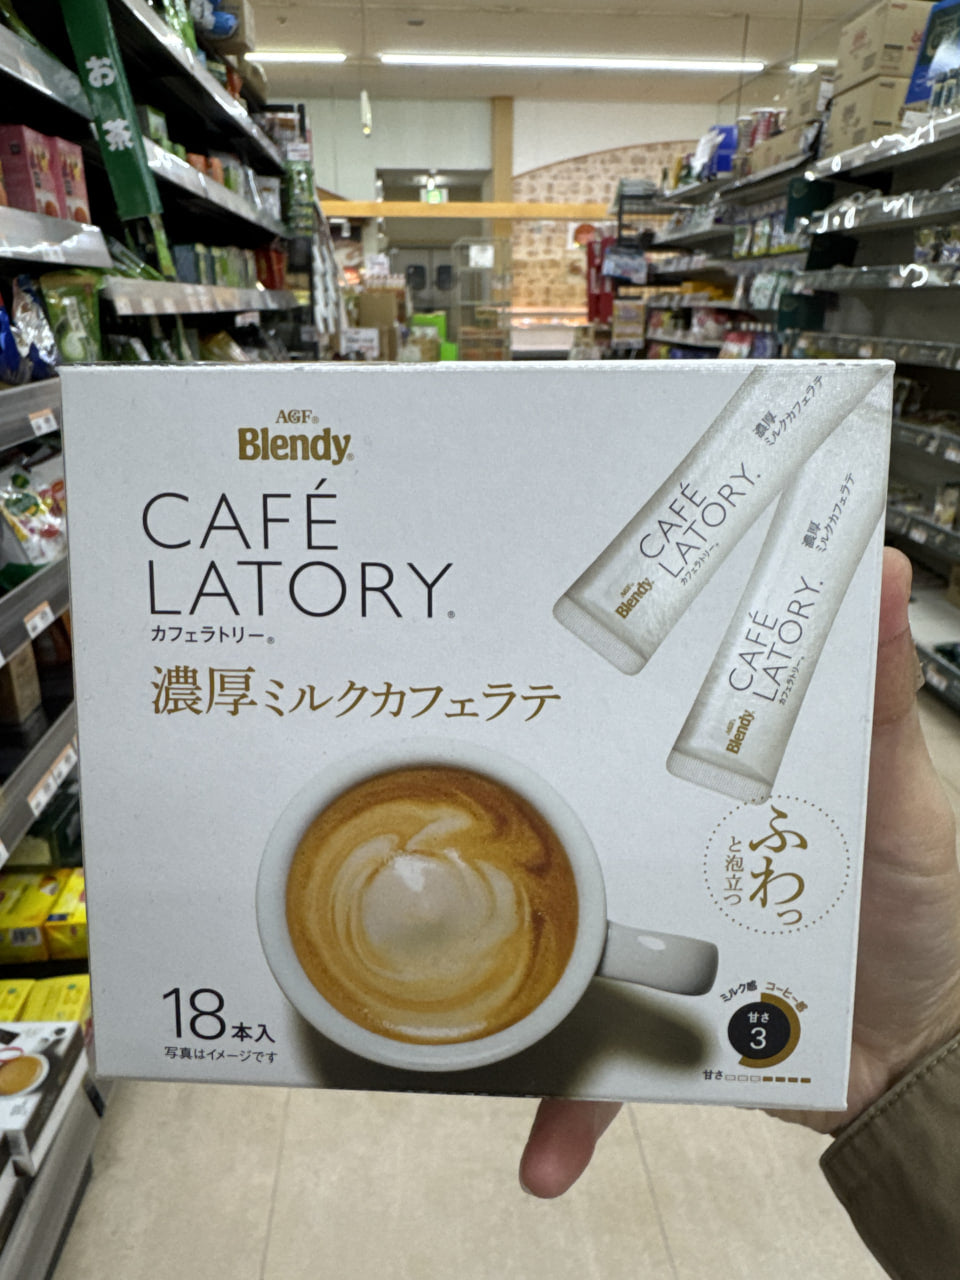 お茶
AGF®
Blendy®
CAFÉ
LATORY®
カフェラトリー®
濃厚ミルクカフェラテ
AGF
Blendy
CAFÉ
LATORY
カフェラトリー
濃厚
ミルクカフェラテ
AGF
Blendy
CAFÉ
LATORY
カフェラトリー
濃厚
ミルクカフェラテ
ふわっ
と泡立つ
18本入
写真はイメージです
ミルク感
コーヒー感
甘さ
3
甘さ